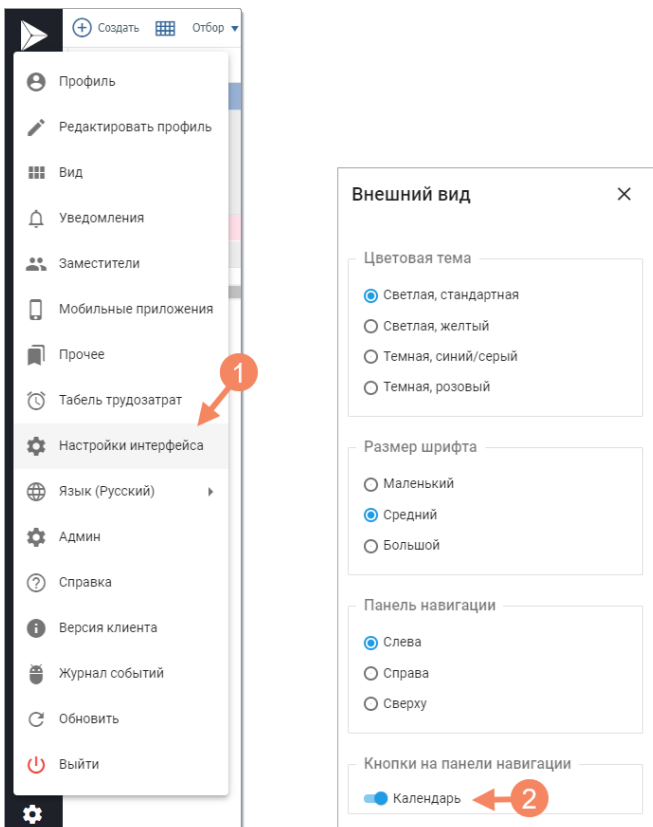 Создать
Отбор
Профиль
Редактировать профиль
Вид
Уведомления
Заместители
Мобильные приложения
Прочее
1
Табель трудозатрат
Настройки интерфейса
Язык (Русский)
Админ
Справка
Версия клиента
Журнал событий
Обновить
Выйти
Внешний вид
Цветовая тема
Светлая, стандартная
Светлая, желтый
Темная, синий/серый
Темная, розовый
Размер шрифта
Маленький
Средний
Большой
Панель навигации
Слева
Справа
Сверху
Кнопки на панели навигации
Календарь
2